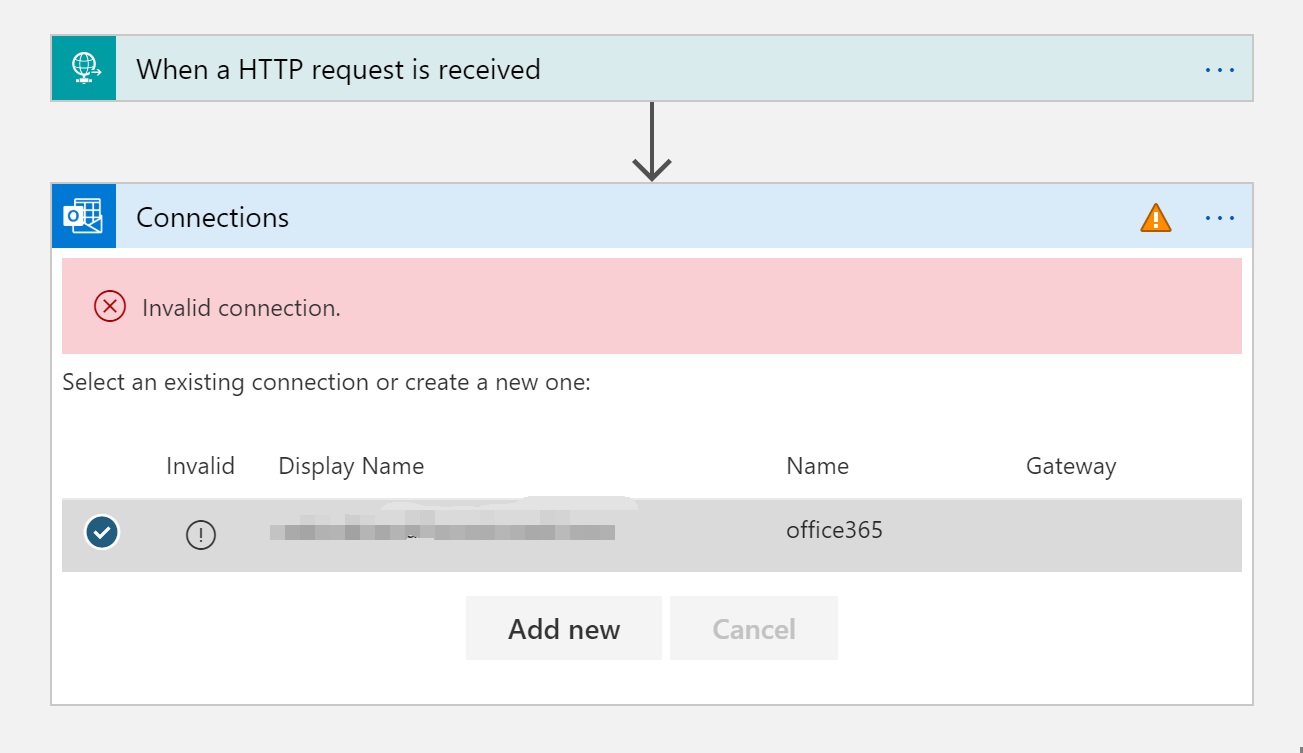 When a HTTP request is received
Connections
Invalid connection.
Select an existing connection or create a new one:
Invalid Display Name Name Gateway
office365
Add new Cancel